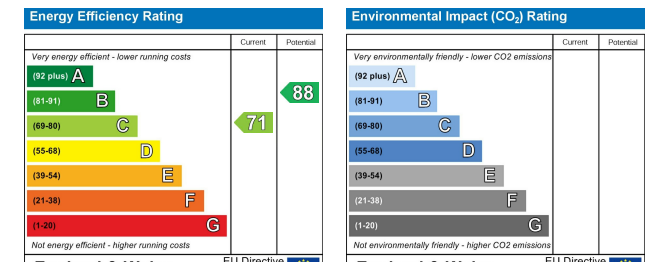 Energy Efficiency Rating
Current Potential
Very energy efficient - lower running costs
(92 plus) A
(81-91) B
88
(69-80) C
71
(55-68) D
(39-54) E
(21-38) F
(1-20) G
Not energy efficient - higher running costs
EU Directive
Environmental Impact (CO₂) Rating
Current Potential
Very environmentally friendly - lower CO2 emissions
(92 plus) A
(81-91) B
(69-80) C
(55-68) D
(39-54) E
(21-38) F
(1-20) G
Not environmentally friendly - higher CO2 emissions
EU Directive